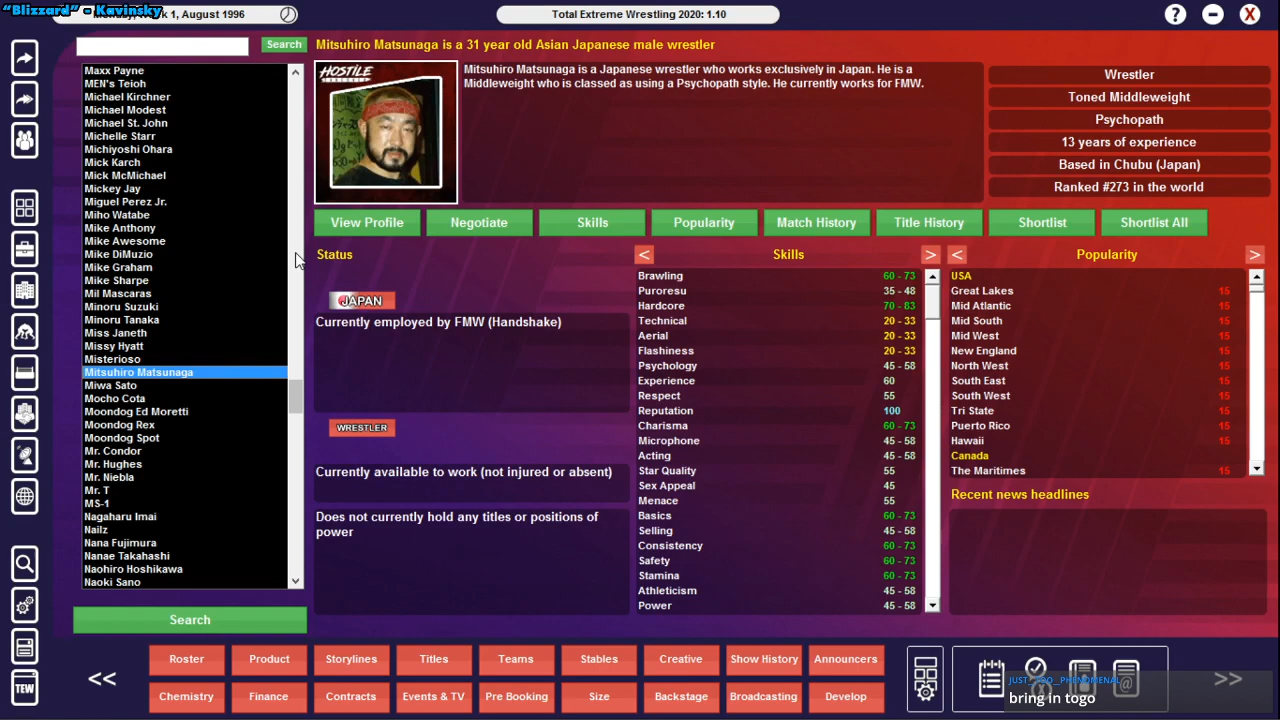 "Blizzard" - Kavinsky
Monday, Week 1, August 1996
Total Extreme Wrestling 2020: 1.10
?
X
Search
Mitsuhiro Matsunaga is a 31 year old Asian Japanese male wrestler
Maxx Payne
MEN's Teioh
Michael Kirchner
Michael Modest
Michael St. John
Michelle Starr
Michiyoshi Ohara
Mick Karch
Mick McMichael
Mickey Jay
Miguel Perez Jr.
Miho Watabe
Mike Anthony
Mike Awesome
Mike DiMuzio
Mike Graham
Mike Sharpe
Mil Mascaras
Minoru Suzuki
Minoru Tanaka
Miss Janeth
Missy Hyatt
Misterioso
Mitsuhiro Matsunaga
Miwa Sato
Mocho Cota
Moondog Ed Moretti
Moondog Rex
Moondog Spot
Mr. Condor
Mr. Hughes
Mr. Niebla
Mr. T
MS-1
Nagaharu Imai
Nailz
Nana Fujimura
Nanae Takahashi
Naohiro Hoshikawa
Naoki Sano
Search
HOSTILE
Mitsuhiro Matsunaga is a Japanese wrestler who works exclusively in Japan. He is a
Middleweight who is classed as using a Psychopath style. He currently works for FMW.
Wrestler
Toned Middleweight
Psychopath
13 years of experience
Based in Chubu (Japan)
Ranked #273 in the world
View Profile
Negotiate
Skills
Popularity
Match History
Title History
Shortlist
Shortlist All
Status
JAPAN
Currently employed by FMW (Handshake)
WRESTLER
Currently available to work (not injured or absent)
Does not currently hold any titles or positions of
power
< Skills >
Brawling 60 - 73
Puroresu 35 - 48
Hardcore 70 - 83
Technical 20 - 33
Aerial 20 - 33
Flashiness 20 - 33
Psychology 45 - 58
Experience 60
Respect 55
Reputation 100
Charisma 60 - 73
Microphone 45 - 58
Acting 45 - 58
Star Quality 55
Sex Appeal 45
Menace 55
Basics 60 - 73
Selling 45 - 58
Consistency 60 - 73
Safety 60 - 73
Stamina 60 - 73
Athleticism 45 - 58
Power 45 - 58
< Popularity >
USA
Great Lakes 15
Mid Atlantic 15
Mid South 15
Mid West 15
New England 15
North West 15
South East 15
South West 15
Tri State 15
Puerto Rico 15
Hawaii 15
Canada
The Maritimes 15
Recent news headlines
TEW
<<
Roster
Product
Storylines
Titles
Teams
Stables
Creative
Show History
Announcers
Chemistry
Finance
Contracts
Events & TV
Pre Booking
Size
Backstage
Broadcasting
Develop
>>
bring in togo